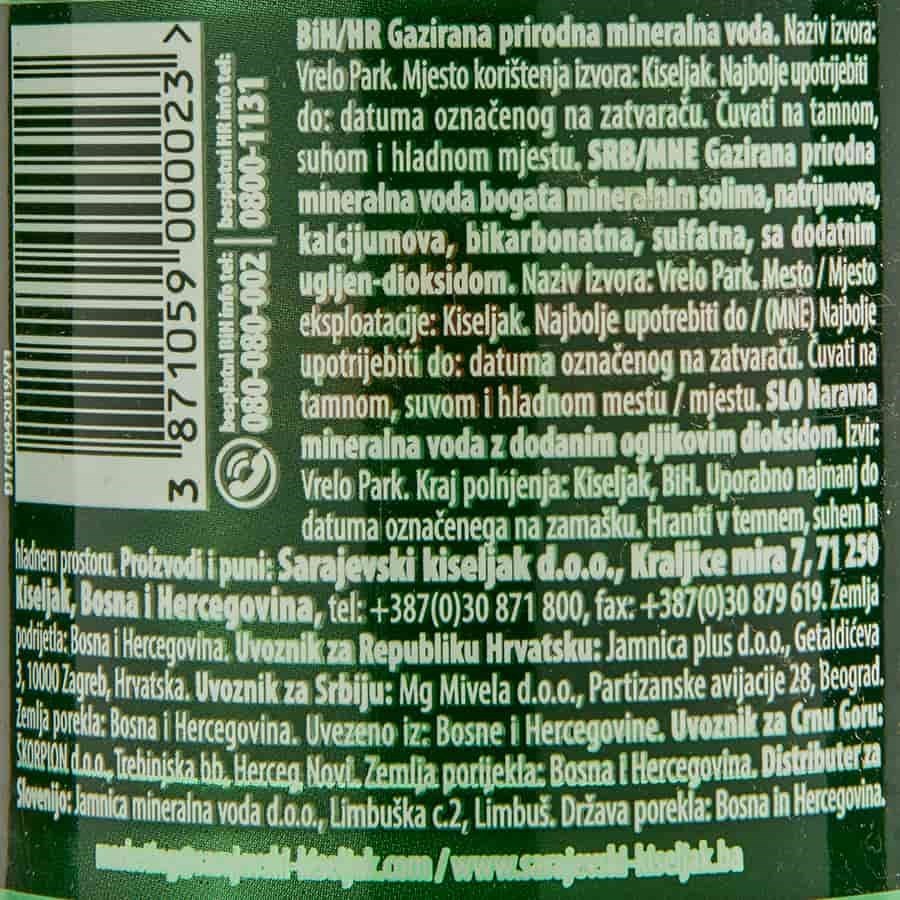 BiH/HR Gazirana prirodna mineralna voda. Naziv izvora:
Vrelo Park. Mjesto korištenja izvora: Kiseljak. Najbolje upotrijebiti
do: datuma označenog na zatvaraču. Čuvati na tamnom,
suhom i hladnom mjestu. SRB/MNE Gazirana prirodna
mineralna voda bogata mineralnim solima, natrijumova,
kalcijumova, bikarbonatna, sulfatna, sa dodatnim
ugljen-dioksidom. Naziv izvora: Vrelo Park. Mesto / Mjesto
eksploatacije: Kiseljak. Najbolje upotrebiti do / (MNE) Najbolje
upotrijebiti do: datuma označenog na zatvaraču. Čuvati na
tamnom, suvom i hladnom mestu / mjestu. SLO Naravna
mineralna voda z dodanim ogljikovim dioksidom. Izvir:
Vrelo Park. Kraj polnjenja: Kiseljak, BiH. Uporabno najmanj do
datuma označenega na zamašku. Hraniti v temnem, suhem in
hladnem prostoru. Proizvodi i puni: Sarajevski kiseljak d.o.o., Kraljice mira 7, 71 250
Kiseljak, Bosna i Hercegovina, tel: +387(0)30 871 800, fax: +387(0)30 879 619. Zemlja
podrijetla: Bosna i Hercegovina. Uvoznik za Republiku Hrvatsku: Jamnica plus d.o.o., Getaldićeva
3, 10000 Zagreb, Hrvatska. Uvoznik za Srbiju: Mg Mivela d.o.o., Partizanske avijacije 28, Beograd.
Zemlja porekla: Bosna i Hercegovina. Uvezeno iz: Bosne i Hercegovine. Uvoznik za Crnu Goru:
ŠKORPION d.o.o., Trebinjska bb, Herceg Novi. Zemlja porijekla: Bosna i Hercegovina. Distributer za
Slovenijo: Jamnica mineralna voda d.o.o., Limbuška c.2, Limbuš. Država porekla: Bosna in Hercegovina.
/ www.sarajevski-kiseljak.ba
3 871059 000023 >
besplatni BiH info tel: | besplatni HR info tel:
080-080-002 | 0800-1131
DT/16042019/V3